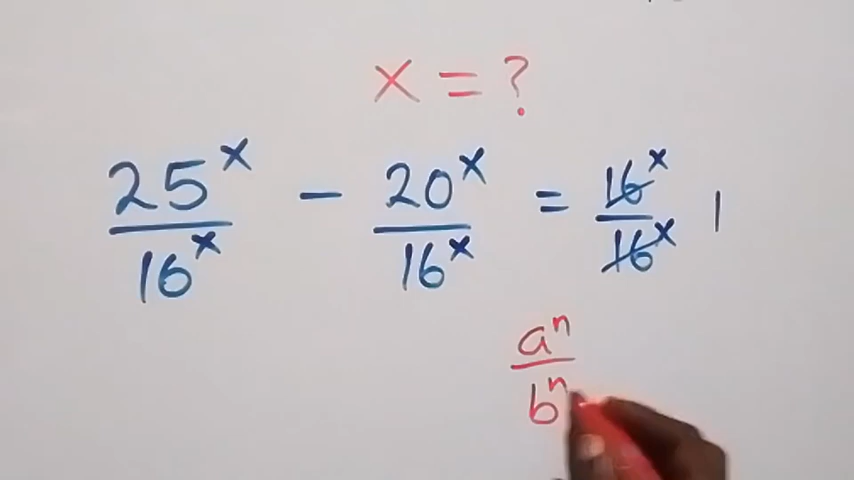 x = ?
25^x/16^x - 20^x/16^x = 16^x/16^x 1
a^n/b^n